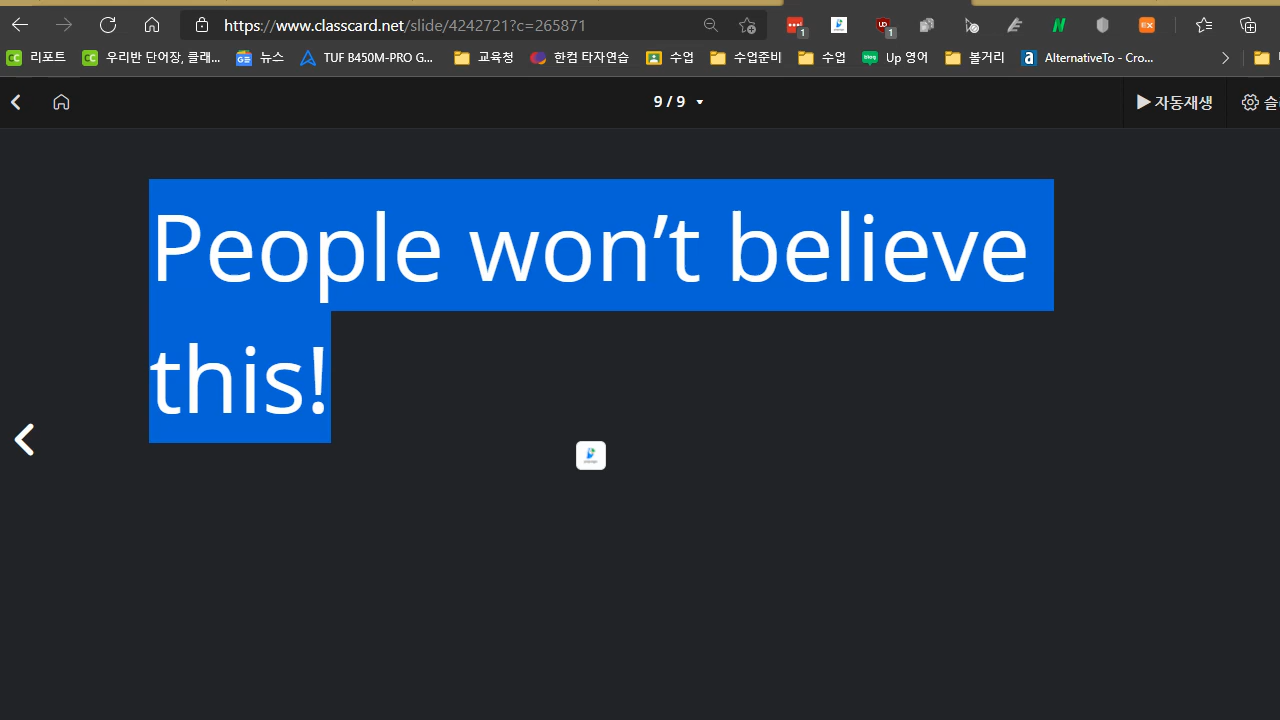 https://www.classcard.net/slide/4242721?c=265871
1
1
리포트
우리반 단어장, 클래...
뉴스
TUF B450M-PRO G...
교육청
한컴 타자연습
수업
수업준비
수업
Up 영어
볼거리
AlternativeTo - Cro...
9 / 9
자동재생
People won’t believe
this!